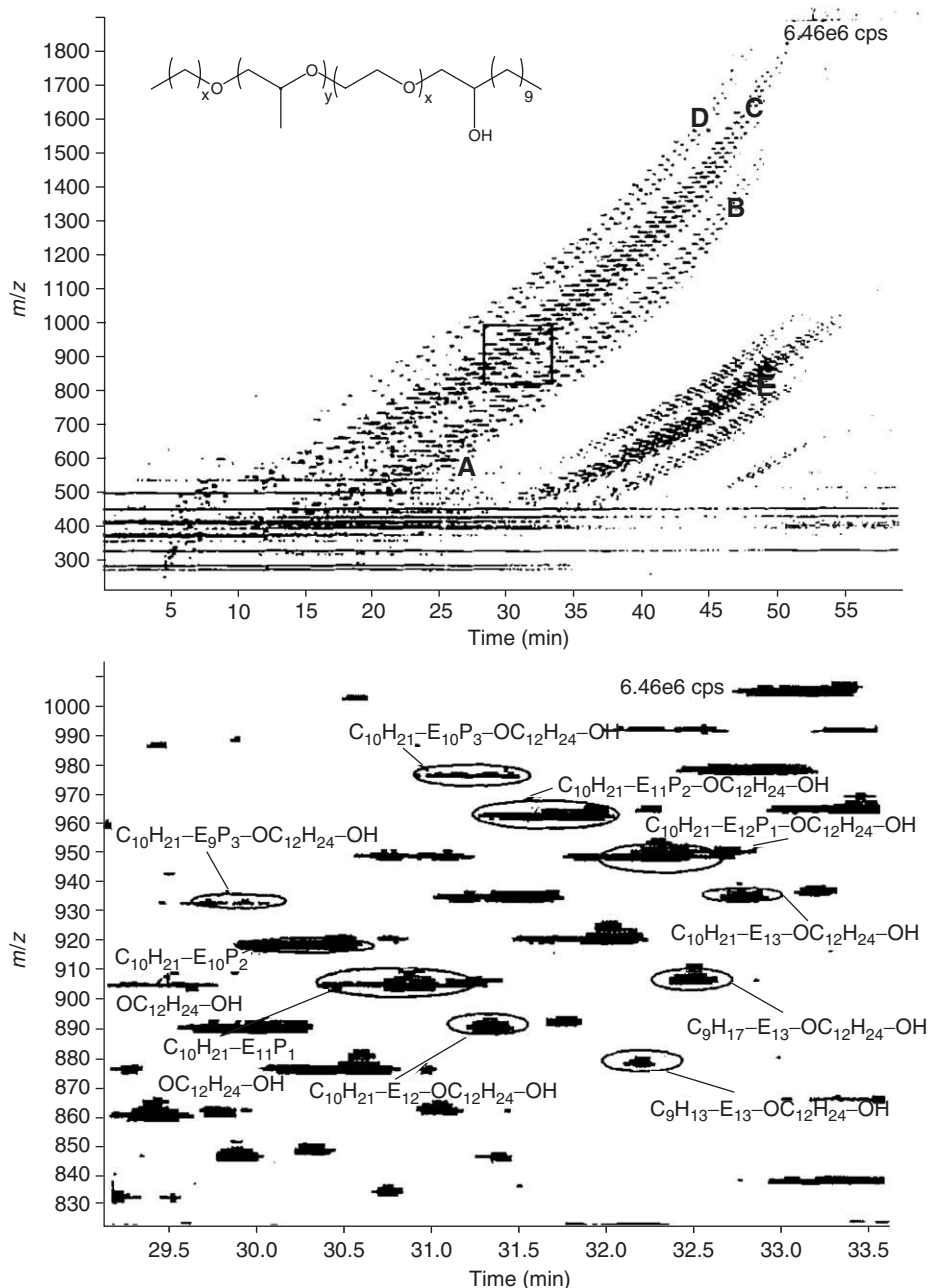 1800
1700
1600
1500
1400
1300
1200
1100
1000
900
800
700
600
500
400
300
m/z
6.46e6 cps
O
O
O
x
y
x
9
OH
D
C
B
A
E
5 10 15 20 25 30 35 40 45 50 55
Time (min)
1000
990
980
970
960
950
940
930
920
910
900
890
880
870
860
850
840
830
m/z
6.46e6 cps
C₁₀H₂₁–E₁₀P₃–OC₁₂H₂₄–OH
C₁₀H₂₁–E₁₁P₂–OC₁₂H₂₄–OH
C₁₀H₂₁–E₁₂P₁–OC₁₂H₂₄–OH
C₁₀H₂₁–E₉P₃–OC₁₂H₂₄–OH
C₁₀H₂₁–E₁₃–OC₁₂H₂₄–OH
C₁₀H₂₁–E₁₀P₂
OC₁₂H₂₄–OH
C₉H₁₇–E₁₃–OC₁₂H₂₄–OH
C₁₀H₂₁–E₁₁P₁
OC₁₂H₂₄–OH
C₁₀H₂₁–E₁₂–OC₁₂H₂₄–OH
C₉H₁₃–E₁₃–OC₁₂H₂₄–OH
29.5 30.0 30.5 31.0 31.5 32.0 32.5 33.0 33.5
Time (min)